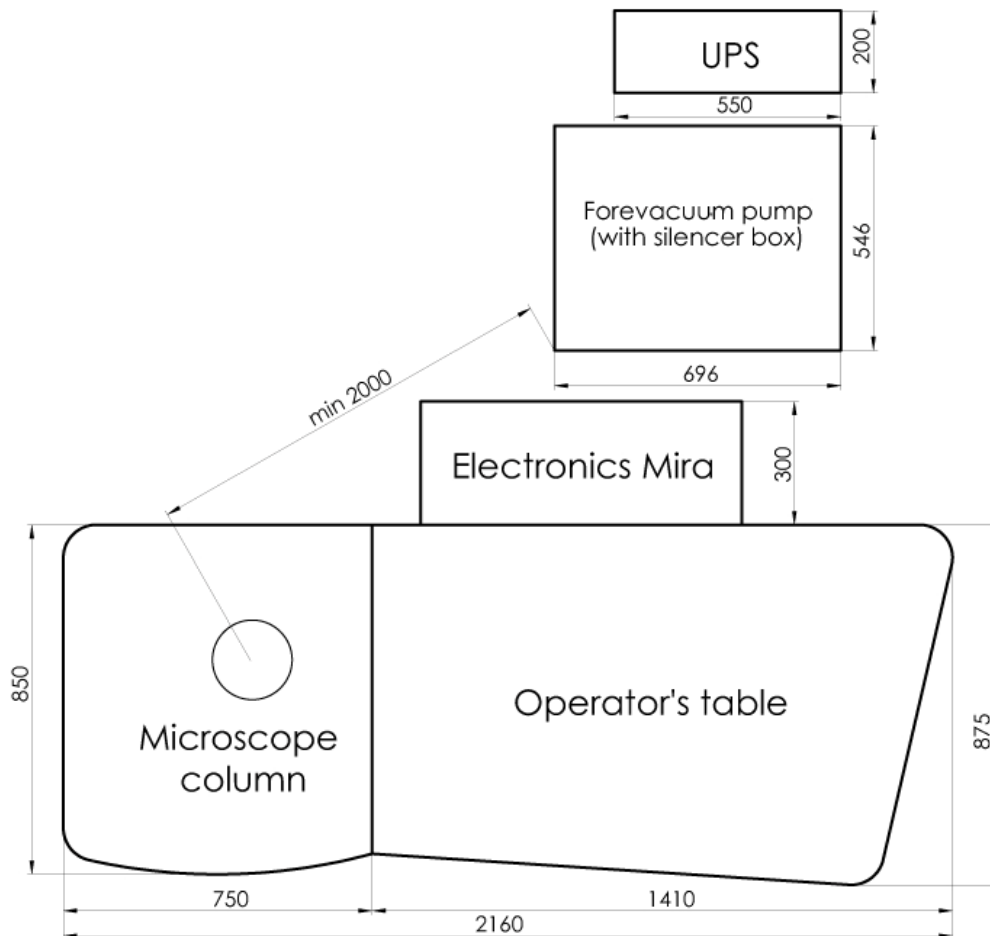 UPS
200
550
Forevacuum pump
(with silencer box)
546
696
min 2000
Electronics Mira
300
850
Microscope
column
Operator's table
875
750
1410
2160